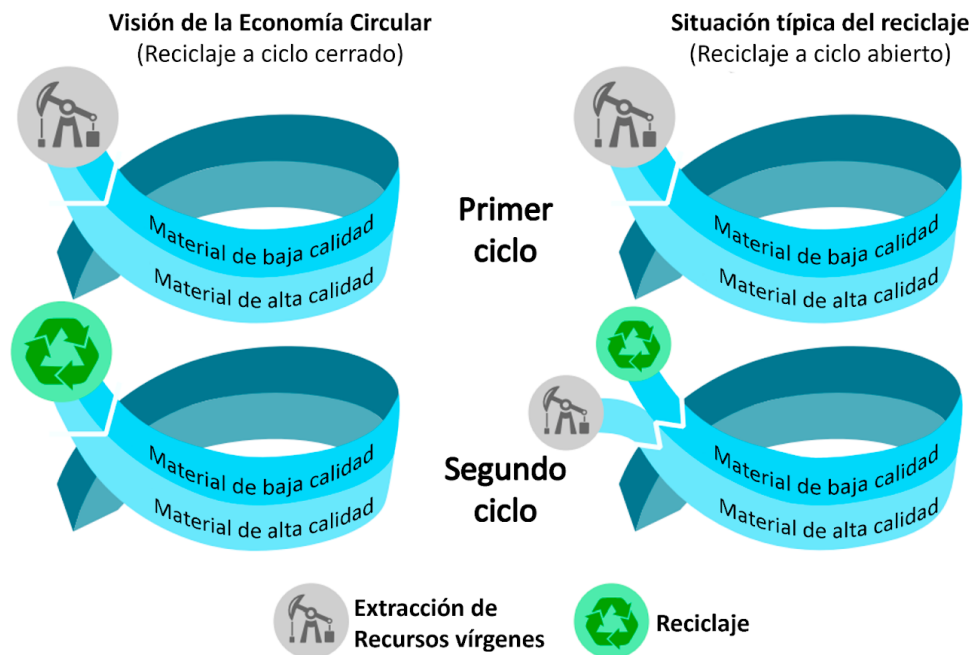 Visión de la Economía Circular
(Reciclaje a ciclo cerrado)
Situación típica del reciclaje
(Reciclaje a ciclo abierto)
Material de baja calidad
Material de alta calidad
Primer
ciclo
Material de baja calidad
Material de alta calidad
Material de baja calidad
Material de alta calidad
Segundo
ciclo
Material de baja calidad
Material de alta calidad
Extracción de
Recursos vírgenes
Reciclaje